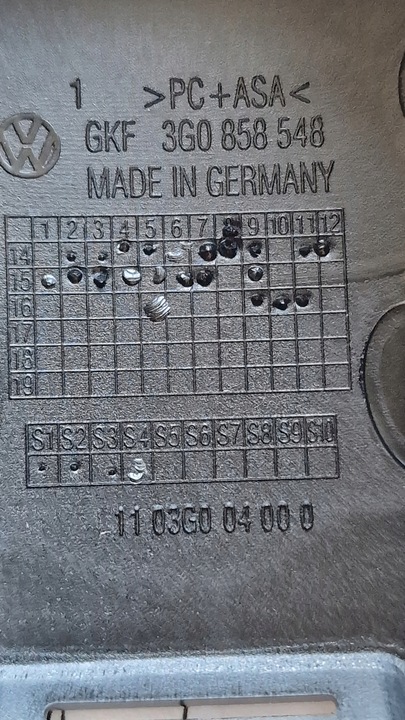 1 >PC+ASA<
GKF 3G0 858 548
MADE IN GERMANY
1 2 3 4 5 6 7 8 9 10 11 12
14
15
16
17
18
19
S1 S2 S3 S4 S5 S6 S7 S8 S9 S10
11 03G0 04 00 0